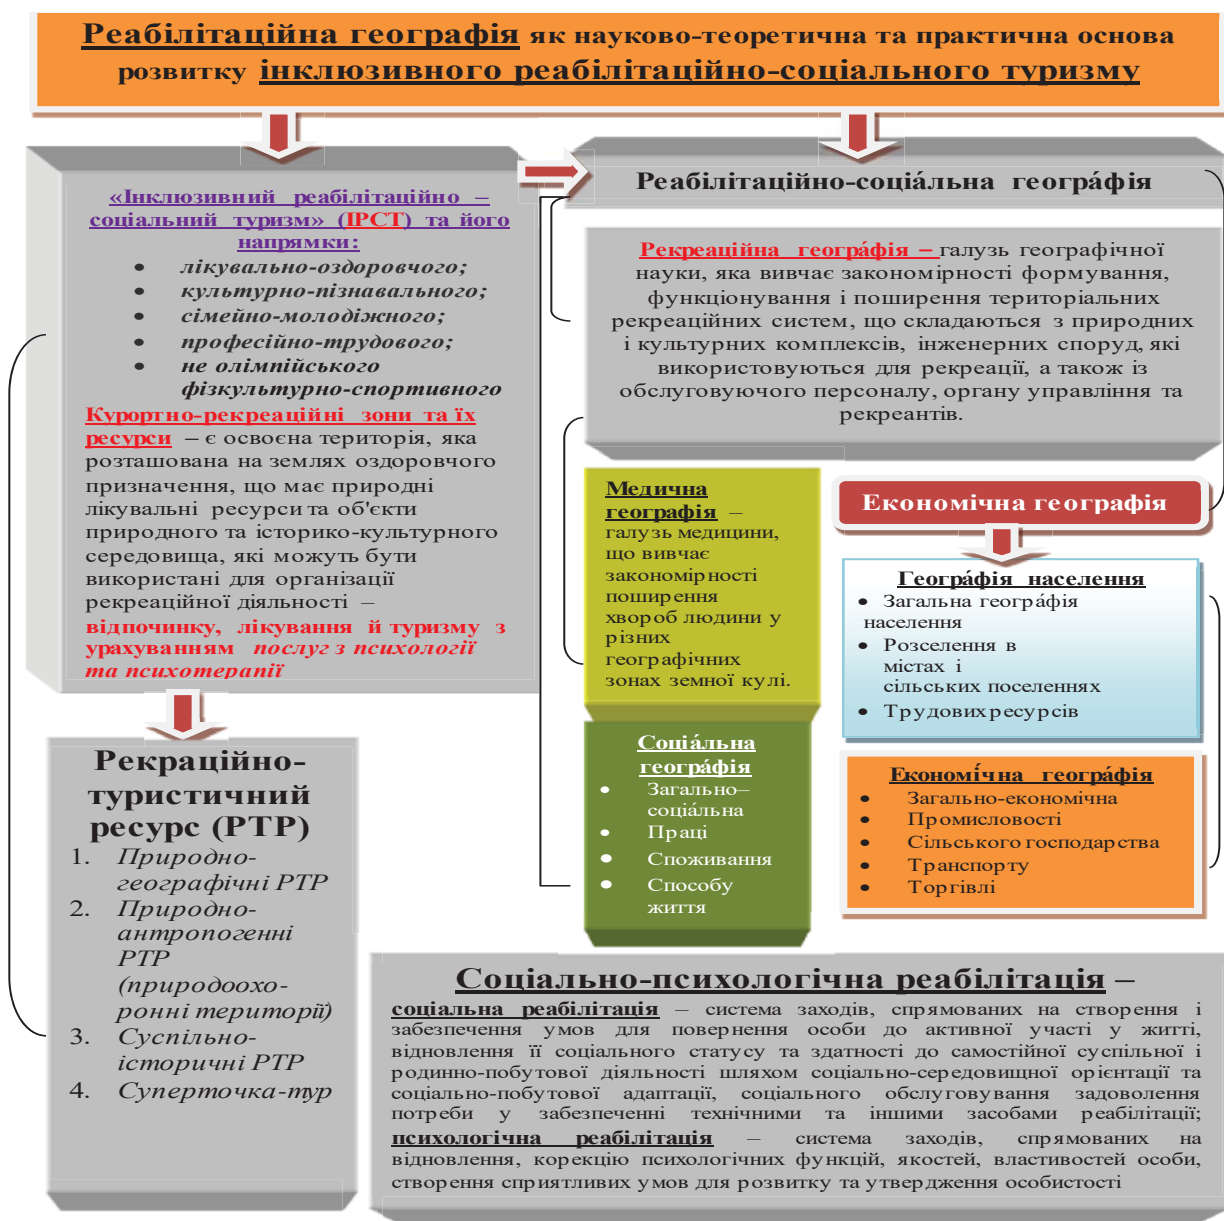 Реабілітаційна географія як науково-теоретична та практична основа
розвитку інклюзивного реабілітаційно-соціального туризму
«Інклюзивний реабілітаційно –
соціальний туризм» (ІРСТ) та його
напрямки:
• лікувально-оздоровчого;
• культурно-пізнавального;
• сімейно-молодіжного;
• професійно-трудового;
• не олімпійського
фізкультурно-спортивного
Курортно-рекреаційні зони та їх
ресурси – є освоєна територія, яка
розташована на землях оздоровчого
призначення, що має природні
лікувальні ресурси та об'єкти
природного та історико-культурного
середовища, які можуть бути
використані для організації
рекреаційної діяльності –
відпочинку, лікування й туризму з
урахуванням послуг з психології
та психотерапії
Рекраційно-
туристичний
ресурс (РТР)
1. Природно-
географічні РТР
2. Природно-
антропогенні
РТР
(природоохо-
ронні території)
3. Суспільно-
історичні РТР
4. Суперточка-тур
Реабілітаційно-соціа́льна геогра́фія
Рекреаційна геогра́фія – галузь географічної
науки, яка вивчає закономірності формування,
функціонування і поширення територіальних
рекреаційних систем, що складаються з природних
і культурних комплексів, інженерних споруд, які
використовуються для рекреації, а також із
обслуговуючого персоналу, органу управління та
рекреантів.
Медична
географія –
галузь медицини,
що вивчає
закономірності
поширення
хвороб людини у
різних
географічних
зонах земної кулі.
Соціа́льна
геогра́фія
• Загально–
соціа́льна
• Праці
• Споживання
• Способу
життя
Економічна географія
Геогра́фія населення
• Загальна геогра́фія
населення
• Розселення в
містах і
сільських поселеннях
• Трудових ресурсів
Економі́чна геогра́фія
• Загально-економічна
• Промисловості
• Сільського господарства
• Транспорту
• Торгівлі
Соціально-психологічна реабілітація –
соціальна реабілітація – система заходів, спрямованих на створення і
забезпечення умов для повернення особи до активної участі у житті,
відновлення її соціального статусу та здатності до самостійної суспільної і
родинно-побутової діяльності шляхом соціально-середовищної орієнтації та
соціально-побутової адаптації, соціального обслуговування задоволення
потреби у забезпеченні технічними та іншими засобами реабілітації;
психологічна реабілітація – система заходів, спрямованих на
відновлення, корекцію психологічних функцій, якостей, властивостей особи,
створення сприятливих умов для розвитку та утвердження особистості